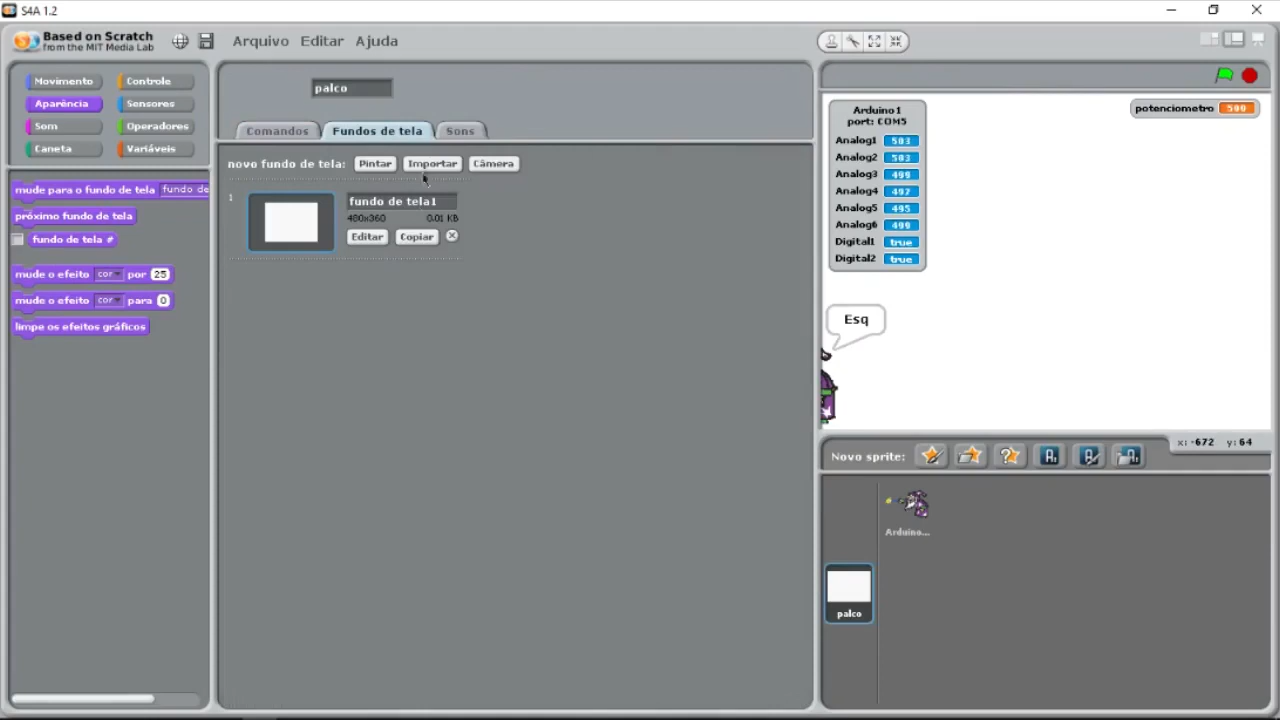 S4A 1.2
Based on Scratch
from the MIT Media Lab
Arquivo Editar Ajuda
Movimento Controle
Aparência Sensores
Som Operadores
Caneta Variáveis
mude para o fundo de tela fundo de
próximo fundo de tela
fundo de tela #
mude o efeito cor por 25
mude o efeito cor para 0
limpe os efeitos gráficos
palco
Comandos Fundos de tela Sons
novo fundo de tela: Pintar Importar Câmera
1
fundo de tela1
480x360 0.01 KB
Editar Copiar
Arduino1
port: COM5
Analog1 503
Analog2 503
Analog3 499
Analog4 497
Analog5 495
Analog6 499
Digital1 true
Digital2 true
potenciometro 500
Esq
x: -672 y: 64
Novo sprite:
Arduino...
palco